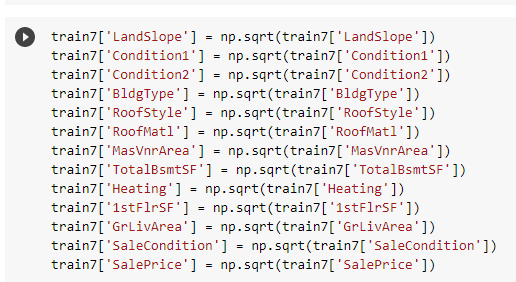 train7['LandSlope'] = np.sqrt(train7['LandSlope'])
train7['Condition1'] = np.sqrt(train7['Condition1'])
train7['Condition2'] = np.sqrt(train7['Condition2'])
train7['BldgType'] = np.sqrt(train7['BldgType'])
train7['RoofStyle'] = np.sqrt(train7['RoofStyle'])
train7['RoofMatl'] = np.sqrt(train7['RoofMatl'])
train7['MasVnrArea'] = np.sqrt(train7['MasVnrArea'])
train7['TotalBsmtSF'] = np.sqrt(train7['TotalBsmtSF'])
train7['Heating'] = np.sqrt(train7['Heating'])
train7['1stFlrSF'] = np.sqrt(train7['1stFlrSF'])
train7['GrLivArea'] = np.sqrt(train7['GrLivArea'])
train7['SaleCondition'] = np.sqrt(train7['SaleCondition'])
train7['SalePrice'] = np.sqrt(train7['SalePrice'])